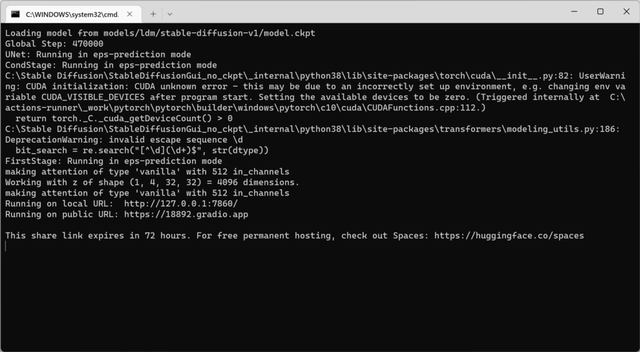 C:\WINDOWS\system32\cmd.
Loading model from models/ldm/stable-diffusion-v1/model.ckpt
Global Step: 470000
UNet: Running in eps-prediction mode
CondStage: Running in eps-prediction mode
C:\Stable Diffusion\StableDiffusionGui_no_ckpt\_internal\python38\lib\site-packages\torch\cuda\__init__.py:82: UserWarni
ng: CUDA initialization: CUDA unknown error - this may be due to an incorrectly set up environment, e.g. changing env va
riable CUDA_VISIBLE_DEVICES after program start. Setting the available devices to be zero. (Triggered internally at  C:\
actions-runner\_work\pytorch\pytorch\builder\windows\pytorch\c10\cuda\CUDAFunctions.cpp:112.)
  return torch._C._cuda_getDeviceCount() > 0
C:\Stable Diffusion\StableDiffusionGui_no_ckpt\_internal\python38\lib\site-packages\transformers\modeling_utils.py:186:
DeprecationWarning: invalid escape sequence \d
  bit_search = re.search("[^\d](\d+)$", str(dtype))
FirstStage: Running in eps-prediction mode
making attention of type 'vanilla' with 512 in_channels
Working with z of shape (1, 4, 32, 32) = 4096 dimensions.
making attention of type 'vanilla' with 512 in_channels
Running on local URL:  http://127.0.0.1:7860/
Running on public URL: https://18892.gradio.app

This share link expires in 72 hours. For free permanent hosting, check out Spaces: https://huggingface.co/spaces